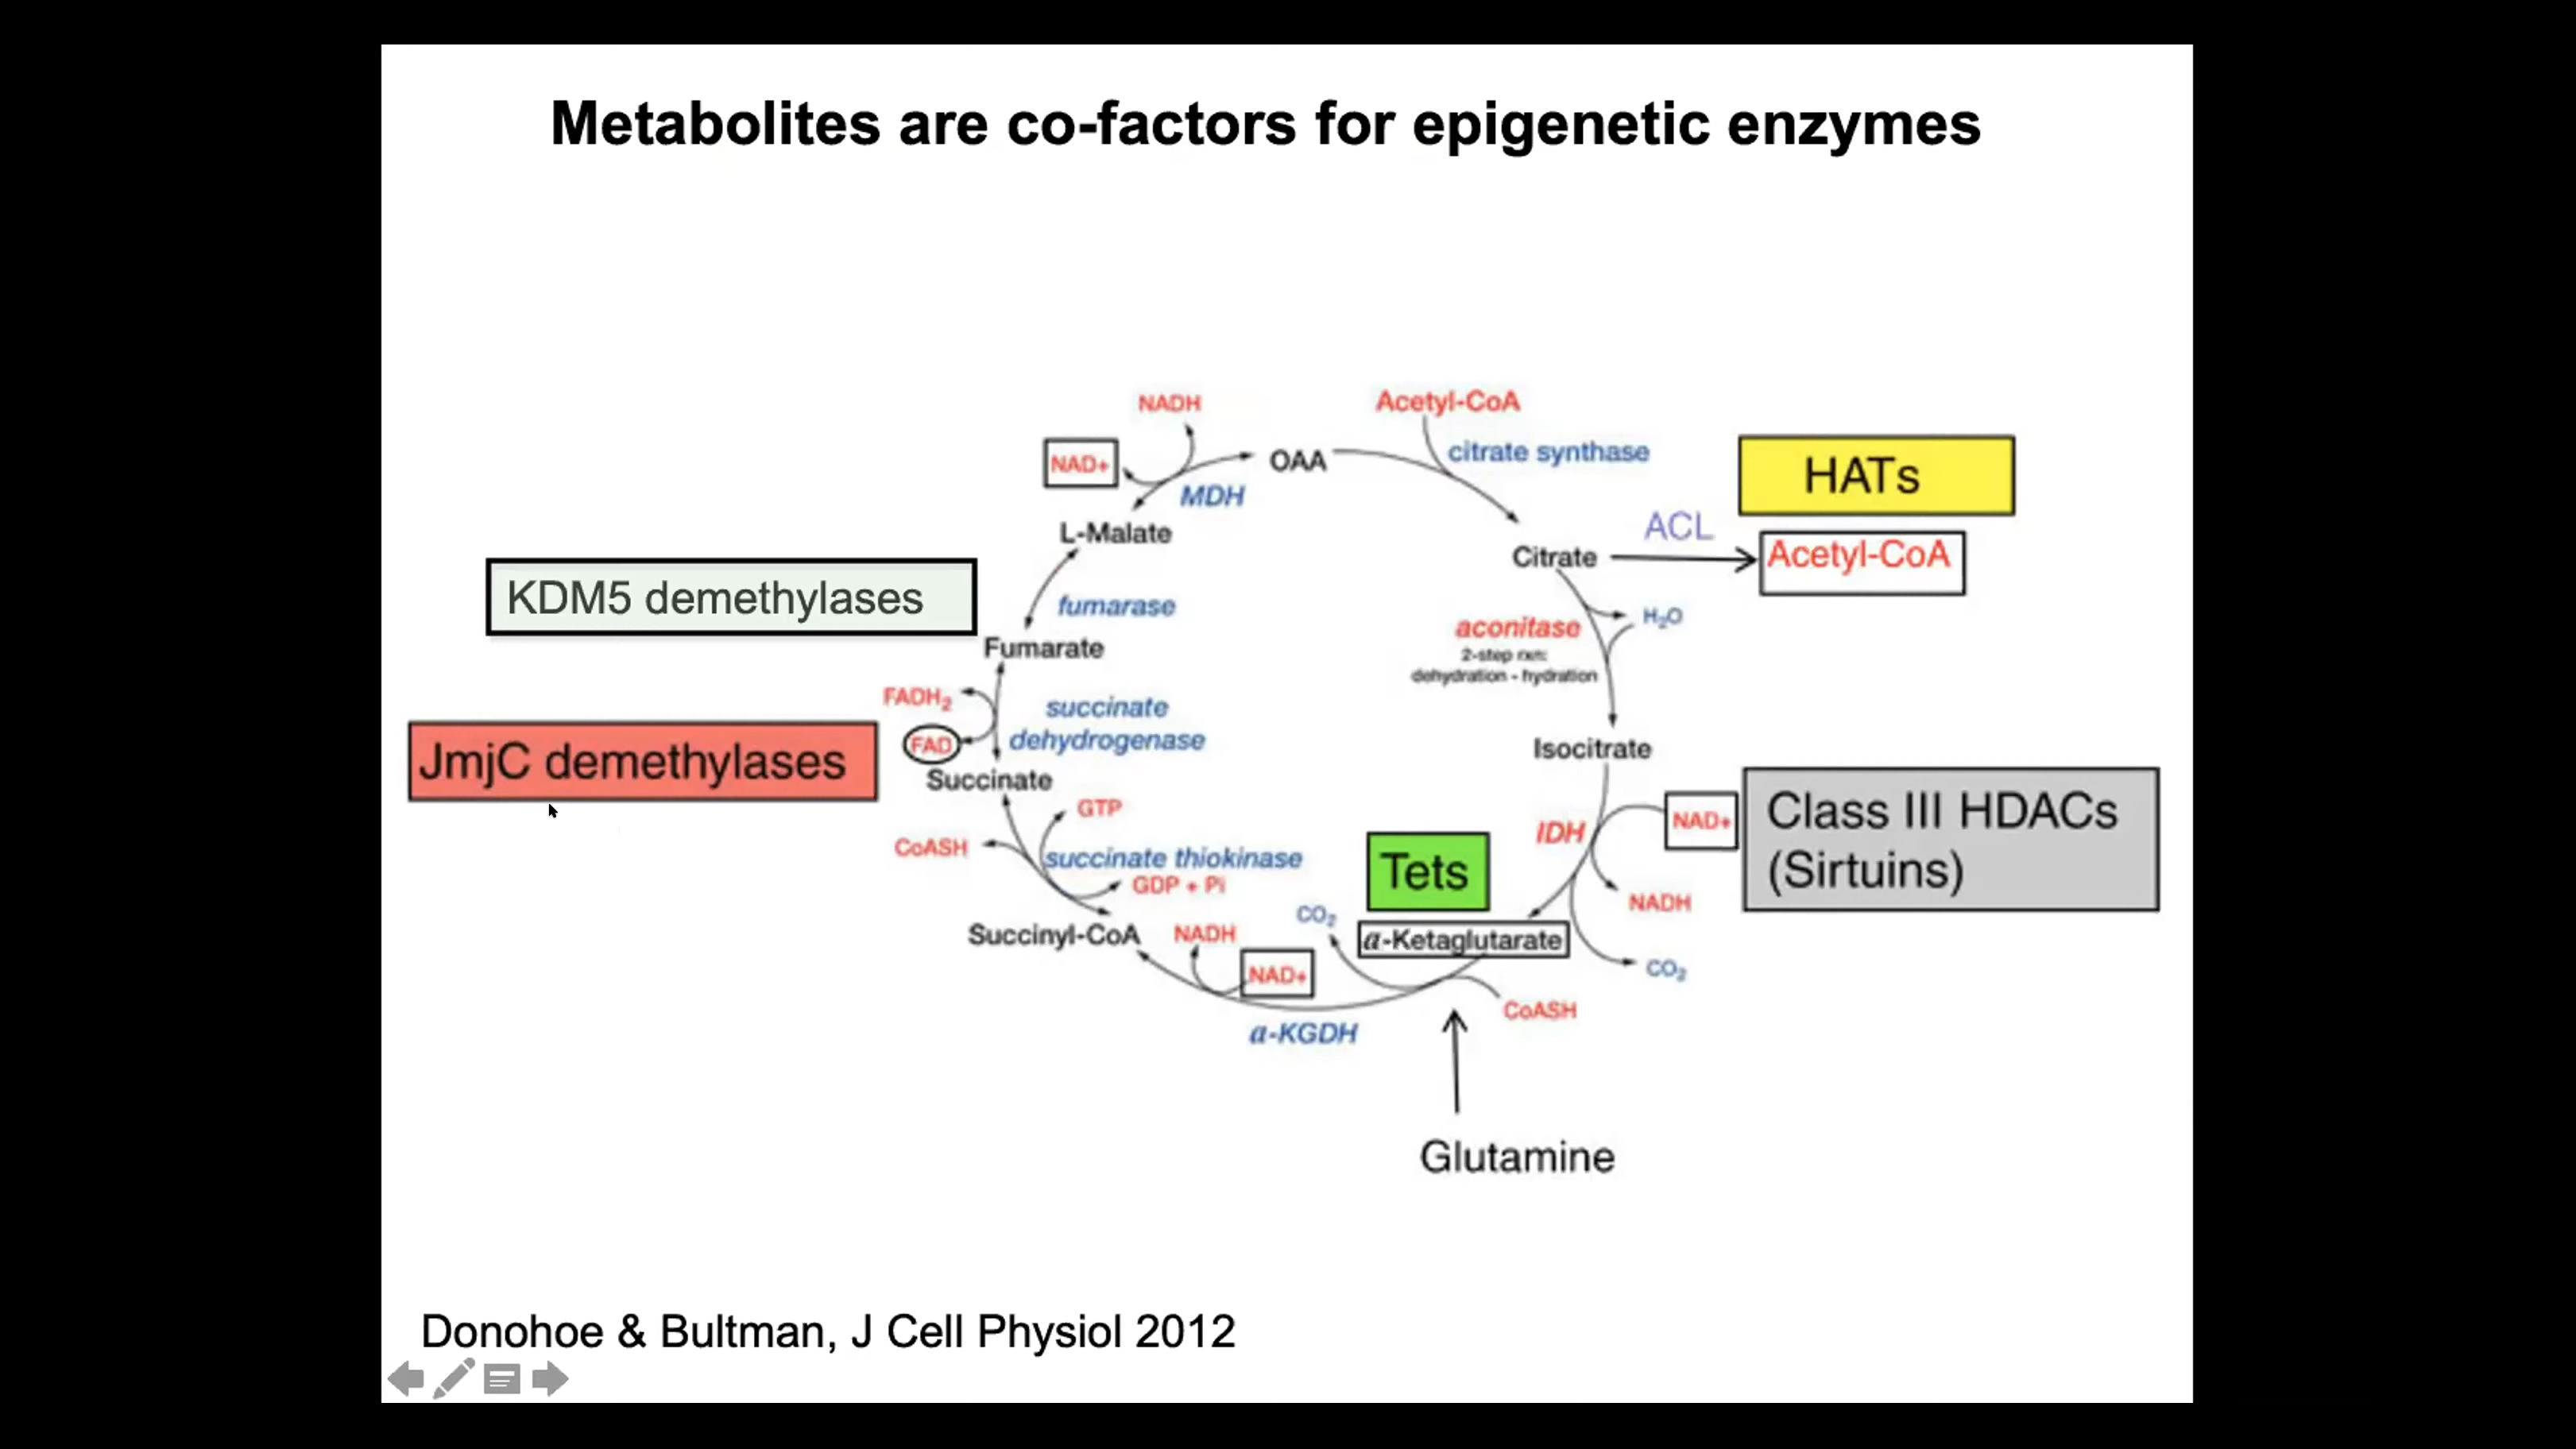 Metabolites are co-factors for epigenetic enzymes
NADH
Acetyl-CoA
NAD+
OAA
citrate synthase
HATs
MDH
L-Malate
ACL
Citrate
Acetyl-CoA
KDM5 demethylases
fumarase
H₂O
aconitase
2-step rxn:
dehydration - hydration
Fumarate
FADH₂
succinate
dehydrogenase
FAD
JmjC demethylases
Succinate
Isocitrate
GTP
CoASH
succinate thiokinase
GDP + Pi
IDH
NAD+
Class III HDACs
(Sirtuins)
Tets
NADH
CO₂
Succinyl-CoA
NADH
α-Ketaglutarate
NAD+
CO₂
CoASH
α-KGDH
Glutamine
Donohoe & Bultman, J Cell Physiol 2012